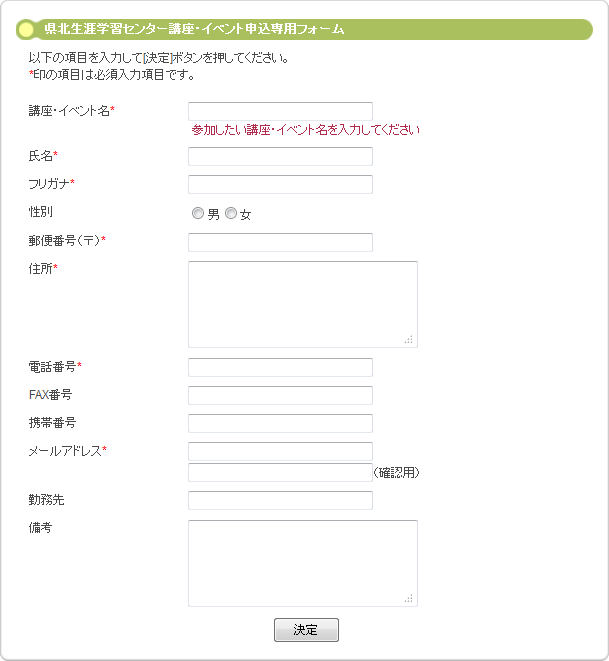 県北生涯学習センター講座・イベント申込専用フォーム
以下の項目を入力して[決定]ボタンを押してください。
*印の項目は必須入力項目です。
講座・イベント名*
参加したい講座・イベント名を入力してください
氏名*
フリガナ*
性別 男 女
郵便番号(〒)*
住所*
電話番号*
FAX番号
携帯番号
メールアドレス*
(確認用)
勤務先
備考
決定